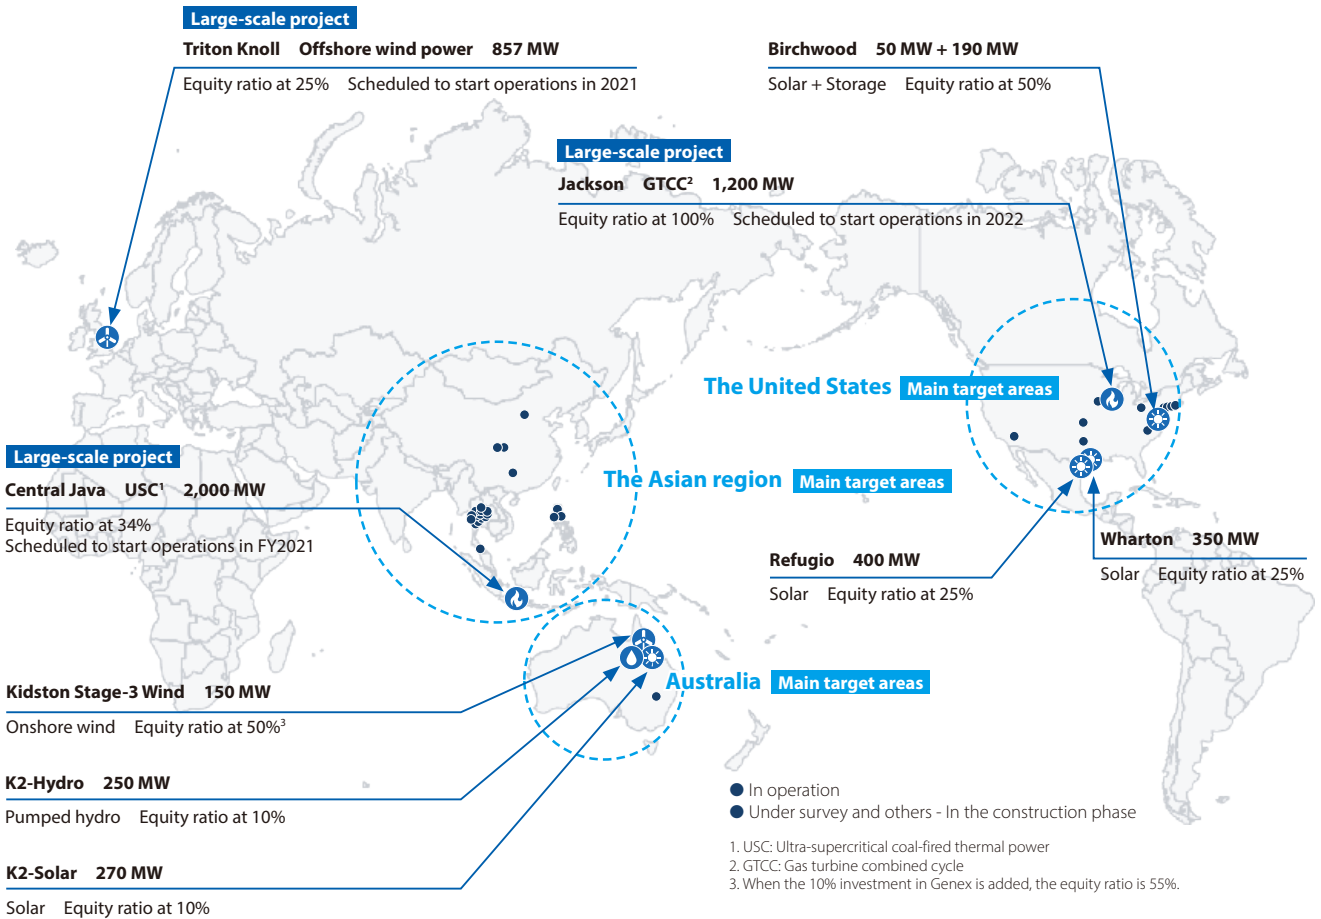 Large-scale project
Triton Knoll Offshore wind power 857 MW
Equity ratio at 25% Scheduled to start operations in 2021
Birchwood 50 MW + 190 MW
Solar + Storage Equity ratio at 50%
Large-scale project
Jackson GTCC² 1,200 MW
Equity ratio at 100% Scheduled to start operations in 2022
The United States Main target areas
Large-scale project
Central Java USC¹ 2,000 MW
Equity ratio at 34%
Scheduled to start operations in FY2021
The Asian region Main target areas
Refugio 400 MW
Solar Equity ratio at 25%
Wharton 350 MW
Solar Equity ratio at 25%
Kidston Stage-3 Wind 150 MW
Onshore wind Equity ratio at 50%³
Australia Main target areas
K2-Hydro 250 MW
Pumped hydro Equity ratio at 10%
K2-Solar 270 MW
Solar Equity ratio at 10%
In operation
Under survey and others - In the construction phase
1. USC: Ultra-supercritical coal-fired thermal power
2. GTCC: Gas turbine combined cycle
3. When the 10% investment in Genex is added, the equity ratio is 55%.